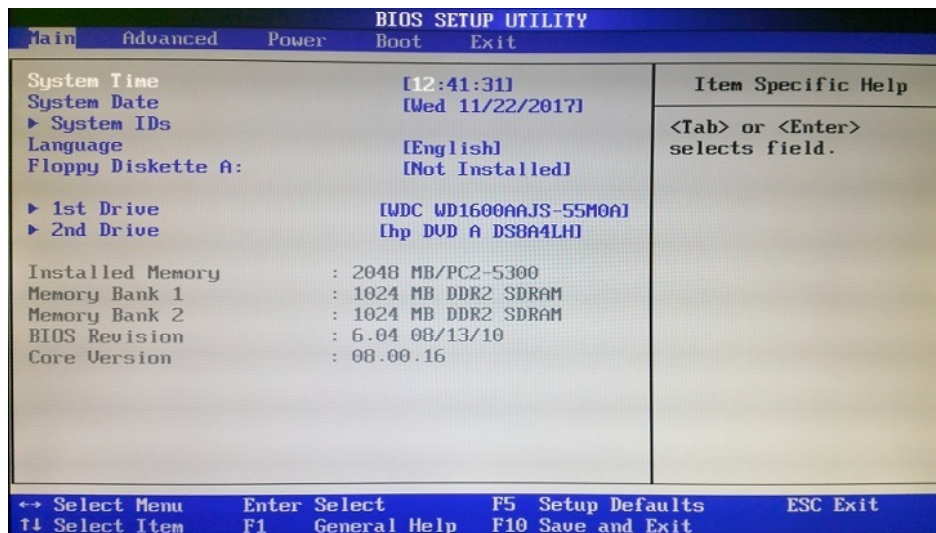 BIOS SETUP UTILITY
Main Advanced Power Boot Exit
System Time [12:41:31]
System Date [Wed 11/22/2017]
▶ System IDs
Language [English]
Floppy Diskette A: [Not Installed]
▶ 1st Drive [WDC WD1600AAJS-55M0A]
▶ 2nd Drive [hp DVD A DS8A4LH]
Installed Memory : 2048 MB/PC2-5300
Memory Bank 1 : 1024 MB DDR2 SDRAM
Memory Bank 2 : 1024 MB DDR2 SDRAM
BIOS Revision : 6.04 08/13/10
Core Version : 08.00.16
Item Specific Help
<Tab> or <Enter>
selects field.
↔ Select Menu Enter Select F5 Setup Defaults ESC Exit
↑↓ Select Item F1 General Help F10 Save and Exit